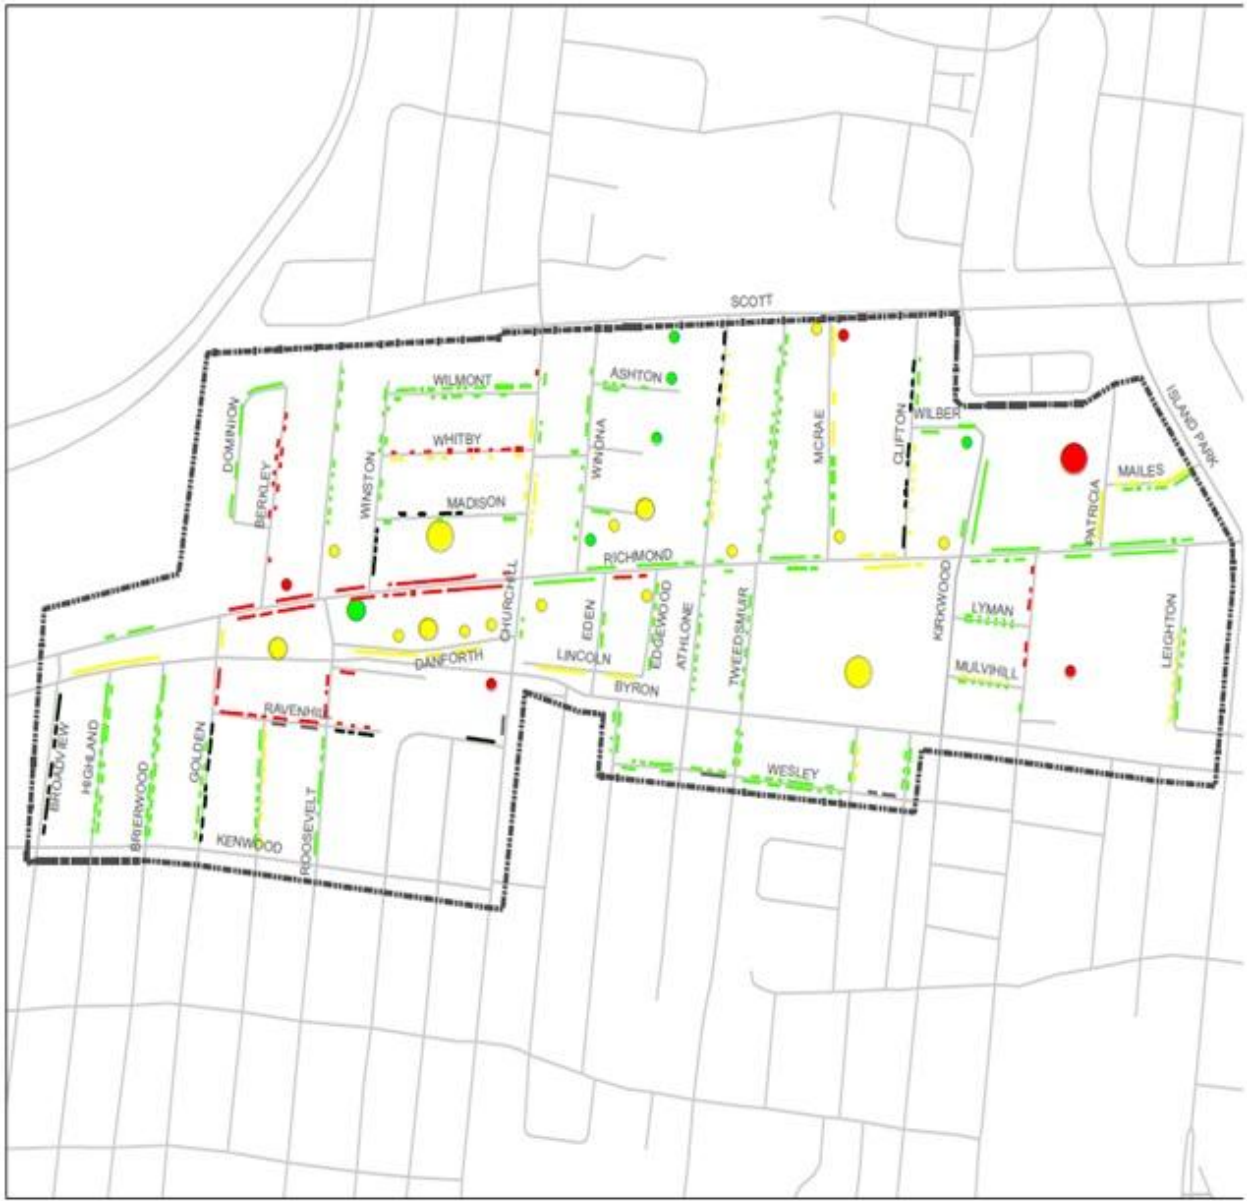 SCOTT
WILMONT
ASHTON
ISLAND PARK
DOMINION
WHITBY
WINONA
MCRAE
CLIFTON
WILBER
BERKLEY
WINSTON
MADISON
PATRICIA
MAILES
RICHMOND
CHURCHILL
EDEN
EDGEWOOD
ATHLONE
TWEEDSMUIR
KIRKWOOD
LYMAN
LEIGHTON
DANFORTH
LINCOLN
MULVIHILL
BYRON
RAVENHILL
BROADVIEW
HIGHLAND
BRIERWOOD
GOLDEN
ROOSEVELT
WESLEY
KENWOOD